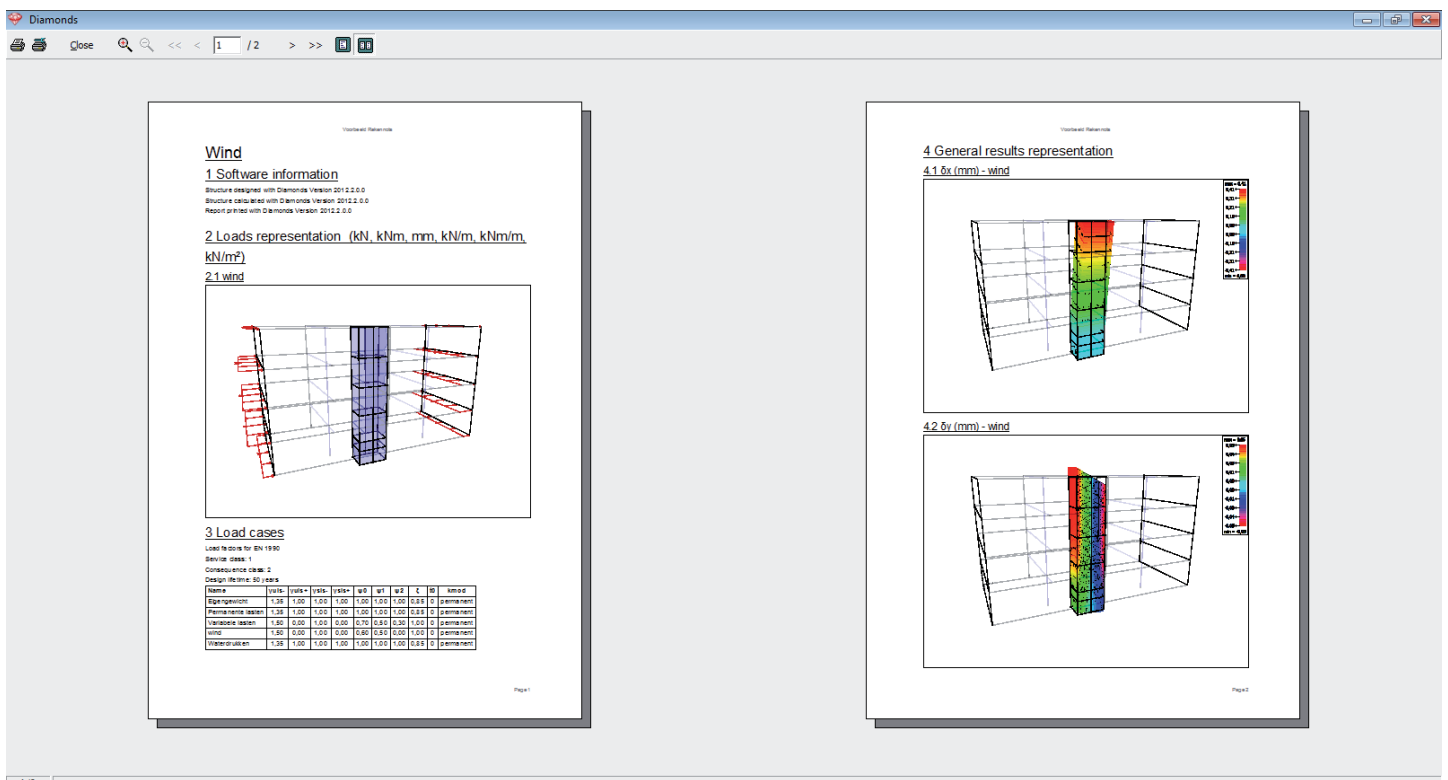 Diamonds
Close << < 1 / 2 > >>
Voorbeeld Rekennota
Wind
1 Software information
Structure designed with Diamonds Version 2012.2.0.0
Structure calculated with Diamonds Version 2012.2.0.0
Report printed with Diamonds Version 2012.2.0.0
2 Loads representation (kN, kNm, mm, kN/m, kNm/m,
kN/m²)
2.1 wind
3 Load cases
Load factors for EN 1990
Service class: 1
Consequence class: 2
Design lifetime: 50 years
Name γuls- γuls+ γsls- γsls+ ψ0 ψ1 ψ2 ξ t0 kmod
Eigengewicht 1,35 1,00 1,00 1,00 1,00 1,00 1,00 0,85 0 permanent
Permanente lasten 1,35 1,00 1,00 1,00 1,00 1,00 1,00 0,85 0 permanent
Variabele lasten 1,50 0,00 1,00 0,00 0,70 0,50 0,30 1,00 0 permanent
wind 1,50 0,00 1,00 0,00 0,60 0,50 0,00 1,00 0 permanent
Waterdrukken 1,35 1,00 1,00 1,00 1,00 1,00 1,00 0,85 0 permanent
Page 1
Voorbeeld Rekennota
4 General results representation
4.1 δx (mm) - wind
4.2 δy (mm) - wind
Page 2